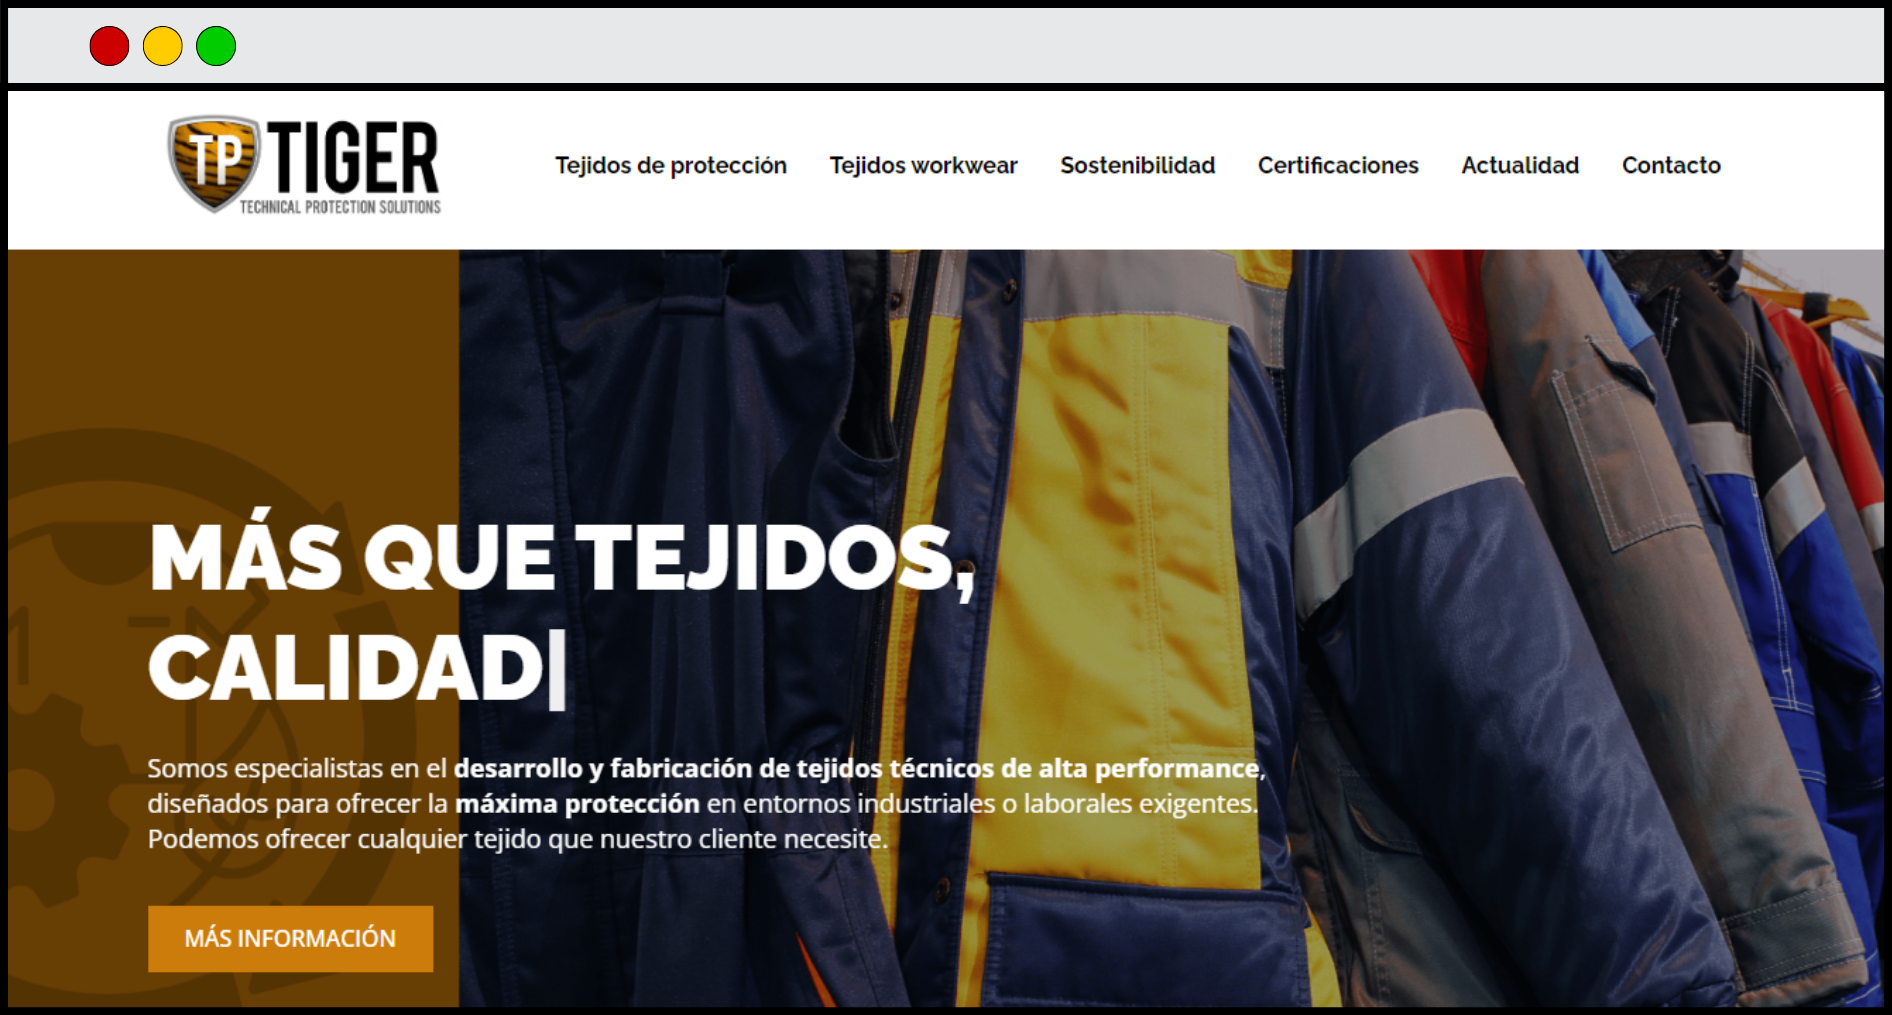 TP TIGER
TECHNICAL PROTECTION SOLUTIONS
Tejidos de protección Tejidos workwear Sostenibilidad Certificaciones Actualidad Contacto
MÁS QUE TEJIDOS,
CALIDAD|
Somos especialistas en el desarrollo y fabricación de tejidos técnicos de alta performance,
diseñados para ofrecer la máxima protección en entornos industriales o laborales exigentes.
Podemos ofrecer cualquier tejido que nuestro cliente necesite.
MÁS INFORMACIÓN